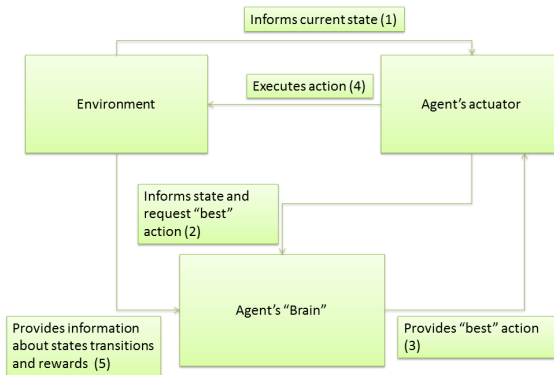 Informs current state (1)
Environment
Executes action (4)
Agent's actuator
Informs state and
request “best”
action (2)
Agent's “Brain”
Provides information
about states transitions
and rewards  (5)
Provides “best” action
(3)